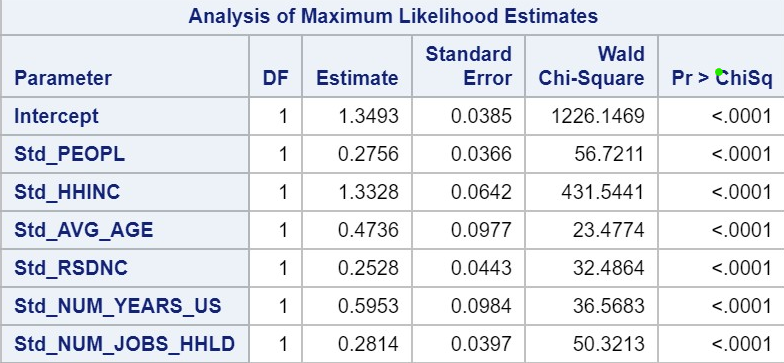 Analysis of Maximum Likelihood Estimates
Parameter DF Estimate Standard Error Wald Chi-Square Pr > ChiSq
Intercept 1 1.3493 0.0385 1226.1469 <.0001
Std_PEOPL 1 0.2756 0.0366 56.7211 <.0001
Std_HHINC 1 1.3328 0.0642 431.5441 <.0001
Std_AVG_AGE 1 0.4736 0.0977 23.4774 <.0001
Std_RSDNC 1 0.2528 0.0443 32.4864 <.0001
Std_NUM_YEARS_US 1 0.5953 0.0984 36.5683 <.0001
Std_NUM_JOBS_HHLD 1 0.2814 0.0397 50.3213 <.0001